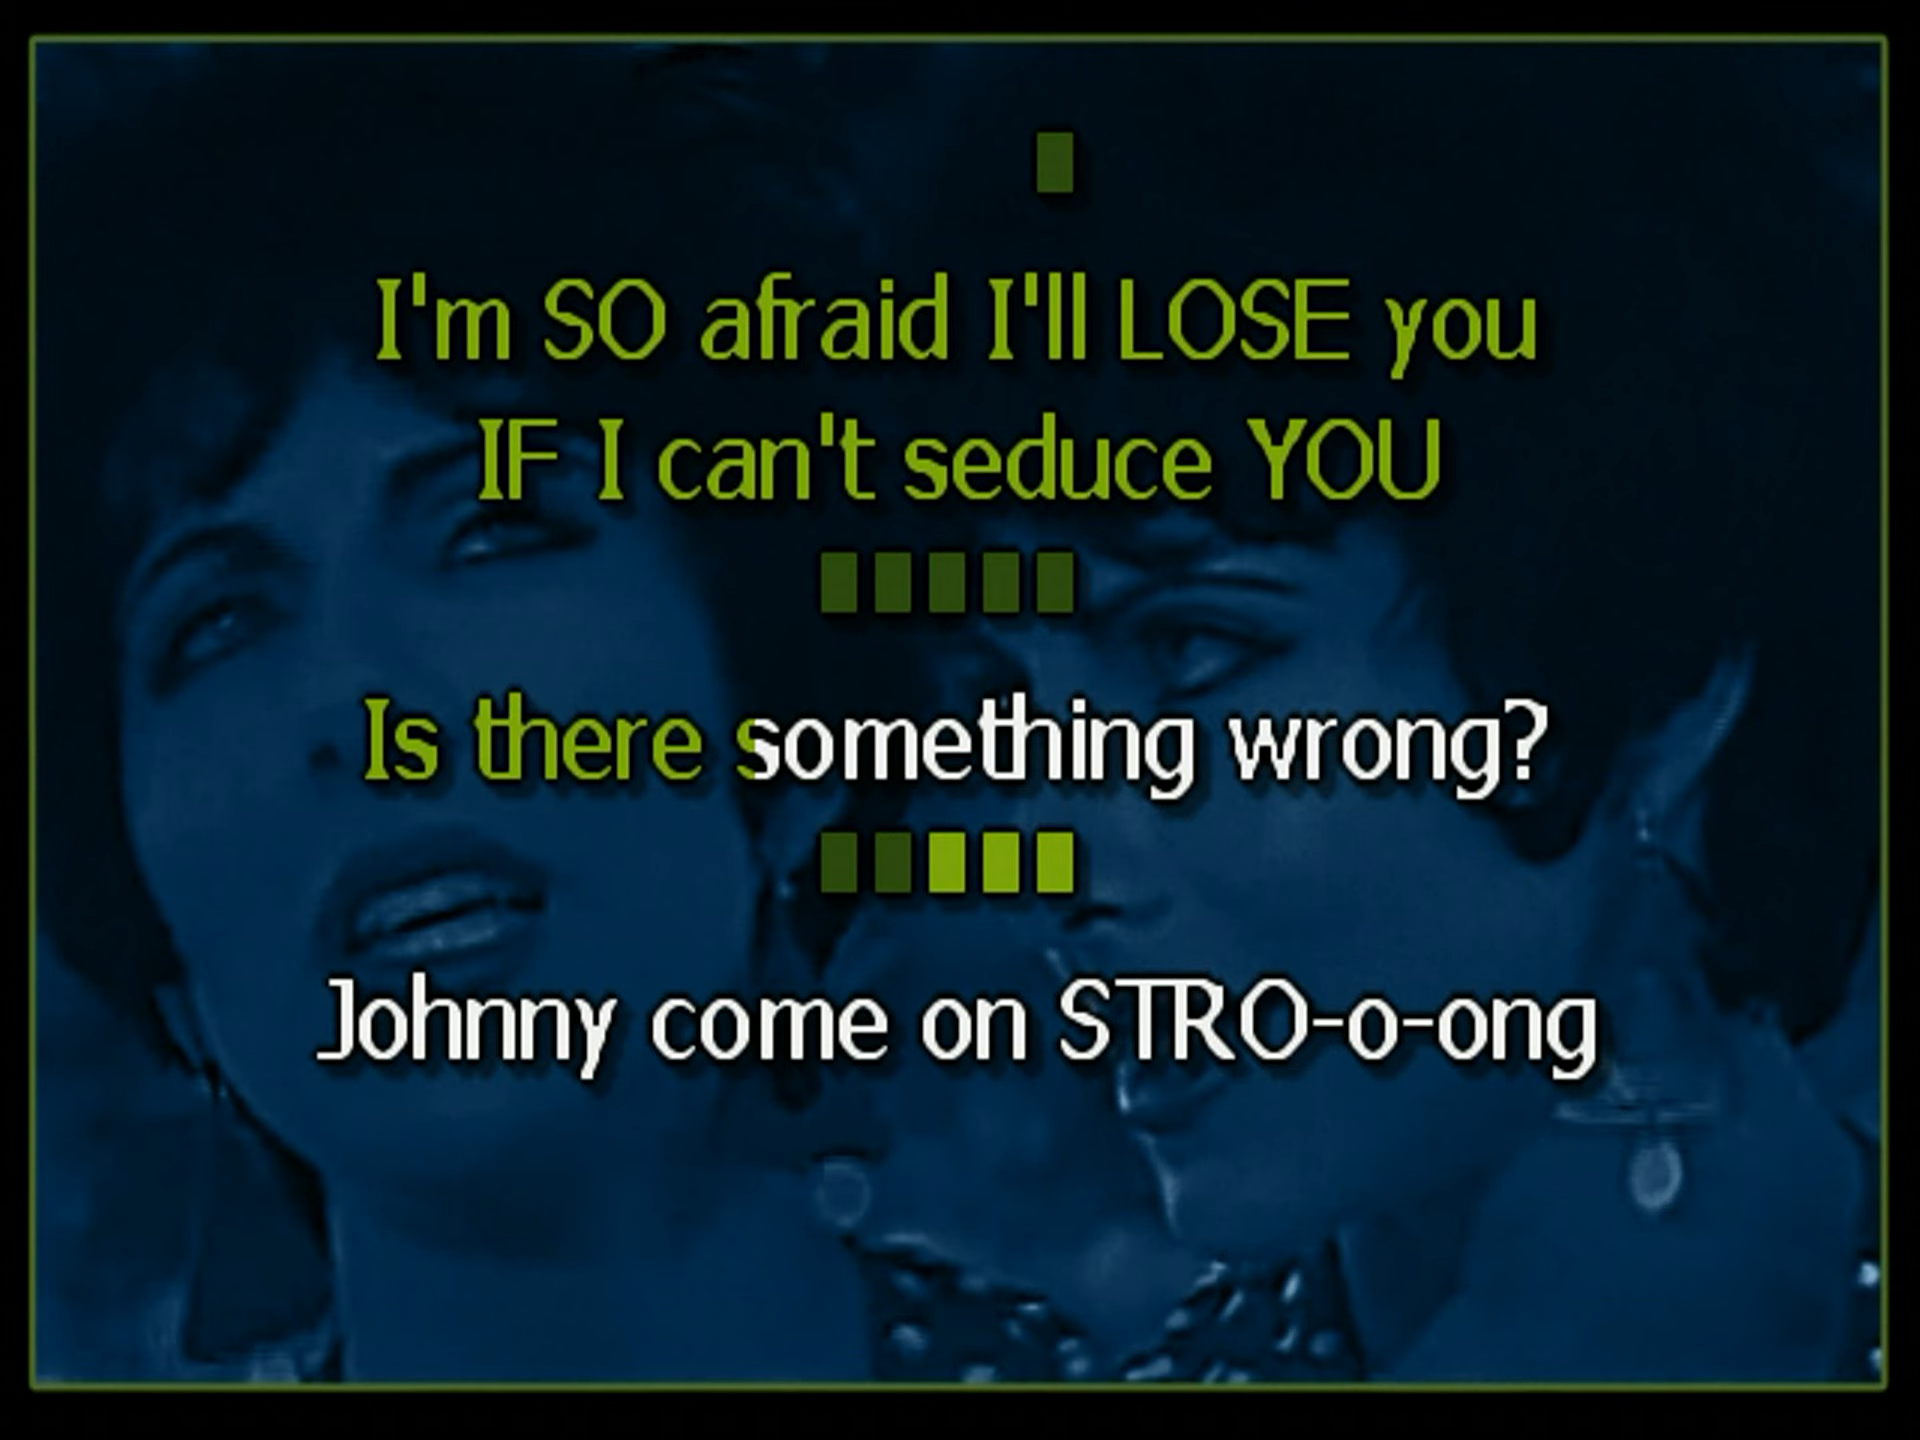 I'm SO afraid I'll LOSE you
IF I can't seduce YOU
Is there something wrong?
Johnny come on STRO-o-ong